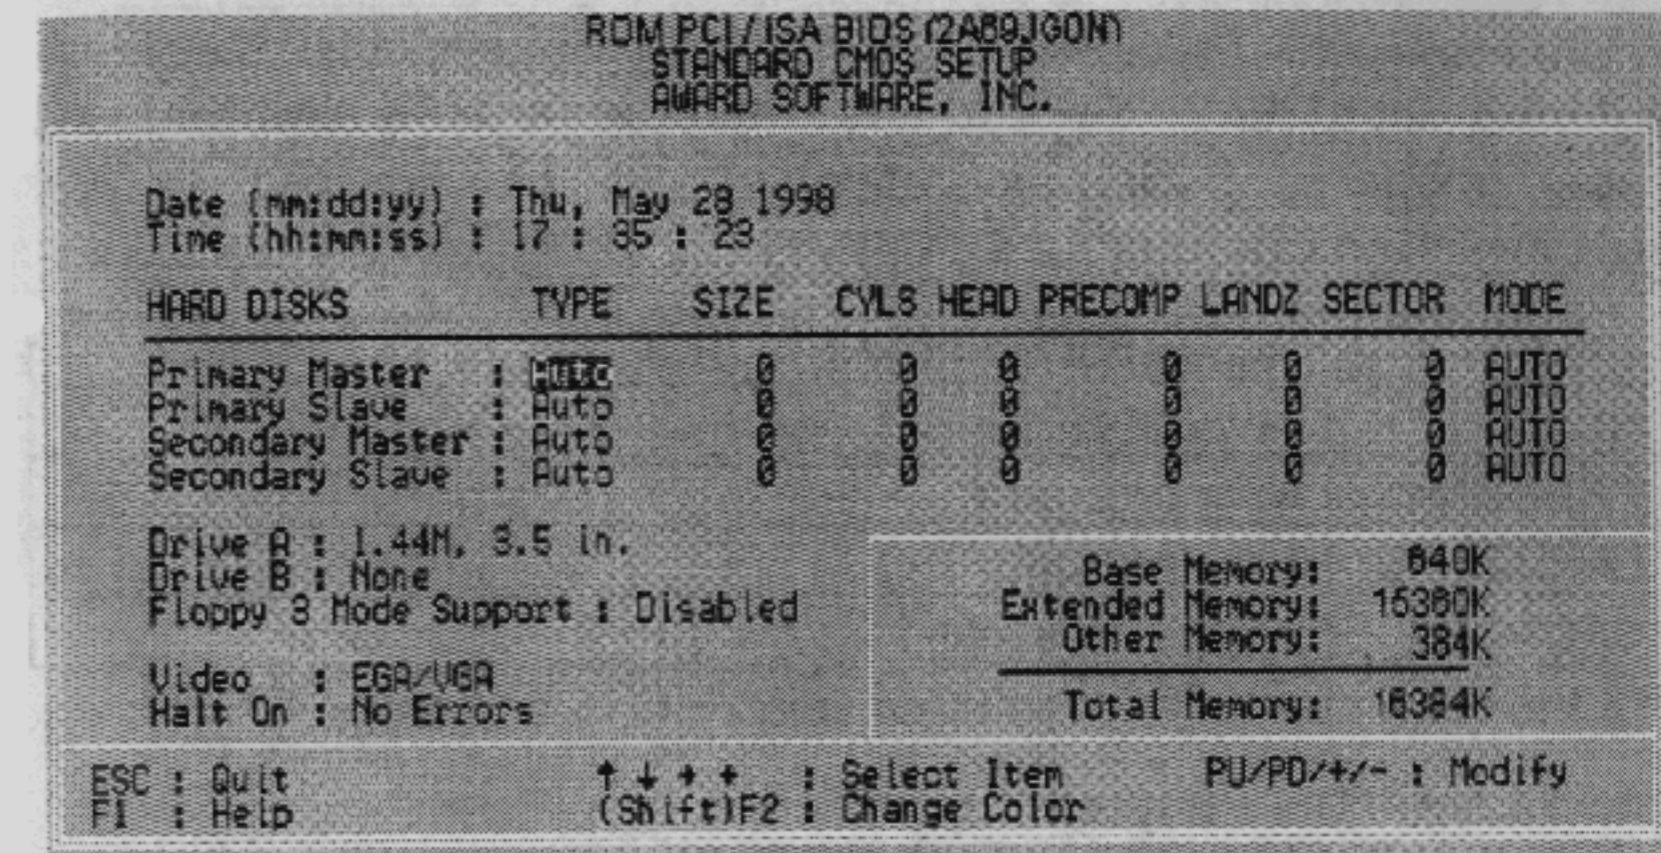 ROM PCI/ISA BIOS (2A69JG0N)
STANDARD CMOS SETUP
AWARD SOFTWARE, INC.
Date (mm:dd:yy) : Thu, May 28 1998
Time (hh:mm:ss) : 17 : 35 : 23
HARD DISKS TYPE SIZE CYLS HEAD PRECOMP LANDZ SECTOR MODE
Primary Master : Auto 0 0 0 0 0 0 AUTO
Primary Slave : Auto 0 0 0 0 0 0 AUTO
Secondary Master : Auto 0 0 0 0 0 0 AUTO
Secondary Slave : Auto 0 0 0 0 0 0 AUTO
Drive A : 1.44M, 3.5 in.
Drive B : None
Floppy 3 Mode Support : Disabled
Base Memory: 640K
Extended Memory: 15360K
Other Memory: 384K
Total Memory: 16384K
Video : EGA/VGA
Halt On : No Errors
ESC : Quit ↑ ↓ → ← : Select Item PU/PD/+/- : Modify
F1 : Help (Shift)F2 : Change Color